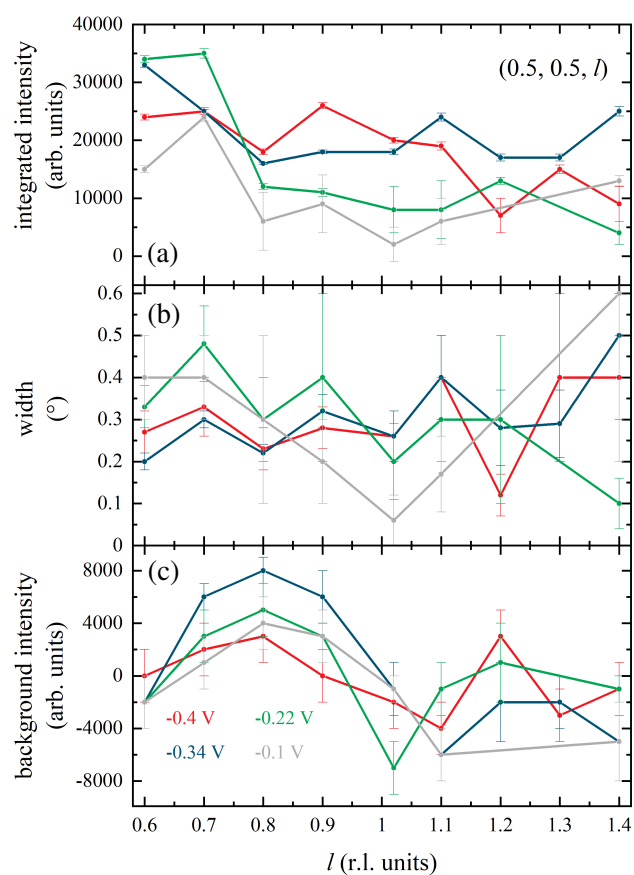 40000
30000
20000
10000
0
integrated intensity
(arb. units)
(0.5, 0.5, l)
(a)
0.6
0.5
0.4
0.3
0.2
0.1
0
width
(°)
(b)
8000
4000
0
-4000
-8000
background intensity
(arb. units)
(c)
-0.4 V -0.22 V
-0.34 V -0.1 V
0.6 0.7 0.8 0.9 1 1.1 1.2 1.3 1.4
l (r.l. units)